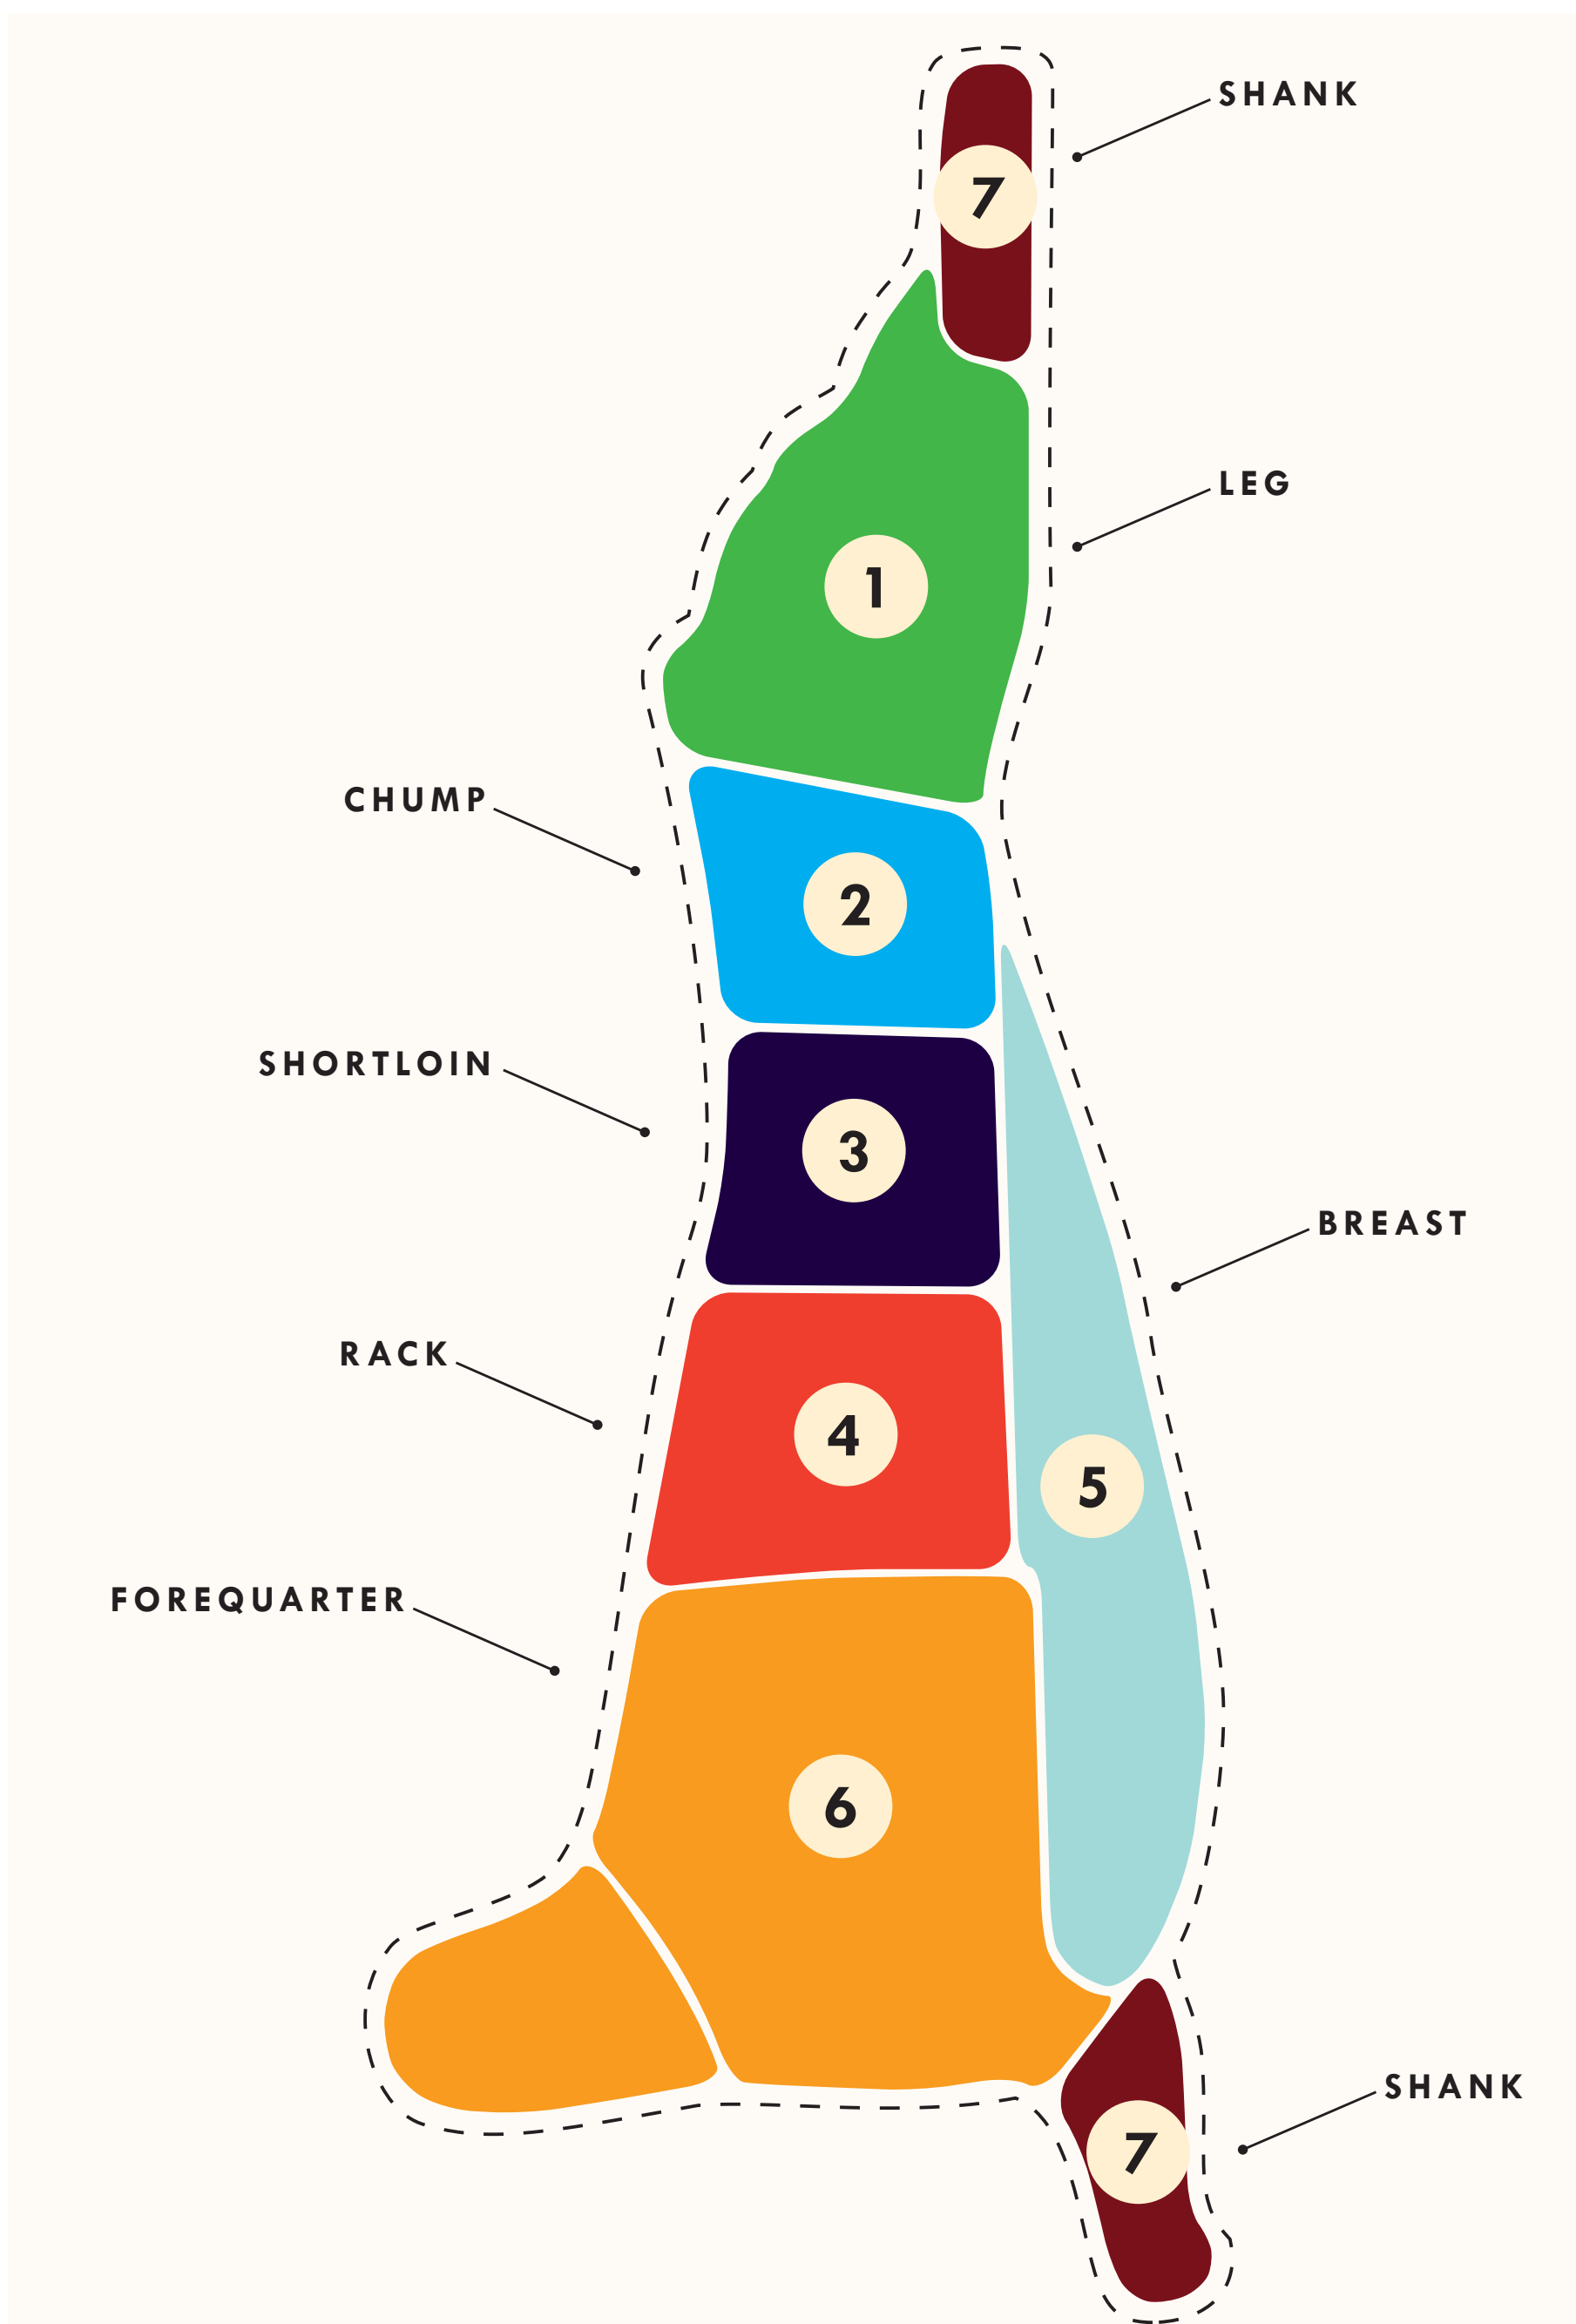 SHANK
7
LEG
1
CHUMP
2
SHORTLOIN
3
BREAST
RACK
4
5
FOREQUARTER
6
SHANK
7